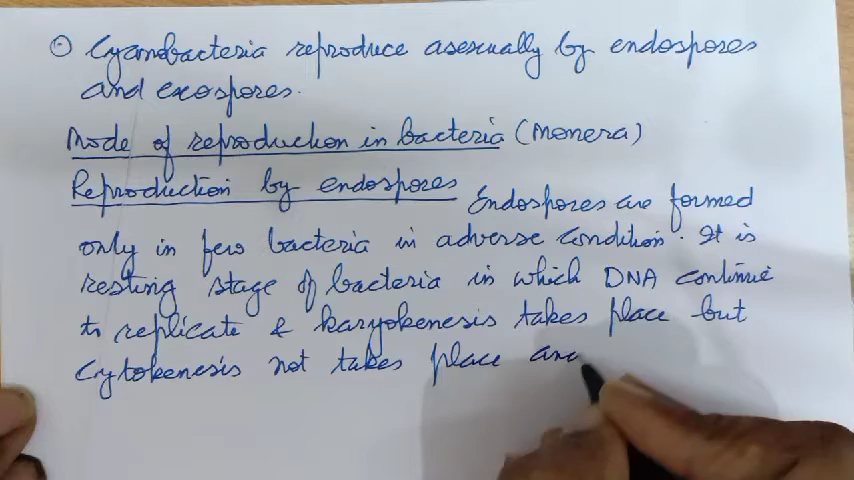 Cyanobacteria reproduce asexually by endospores
and exospores.
Mode of reproduction in bacteria (Monera)
Reproduction by endospores Endospores are formed
only in few bacteria in adverse condition. It is
resting stage of bacteria in which DNA continue
to replicate & karyokenesis takes place but
Cytokenesis not takes place and